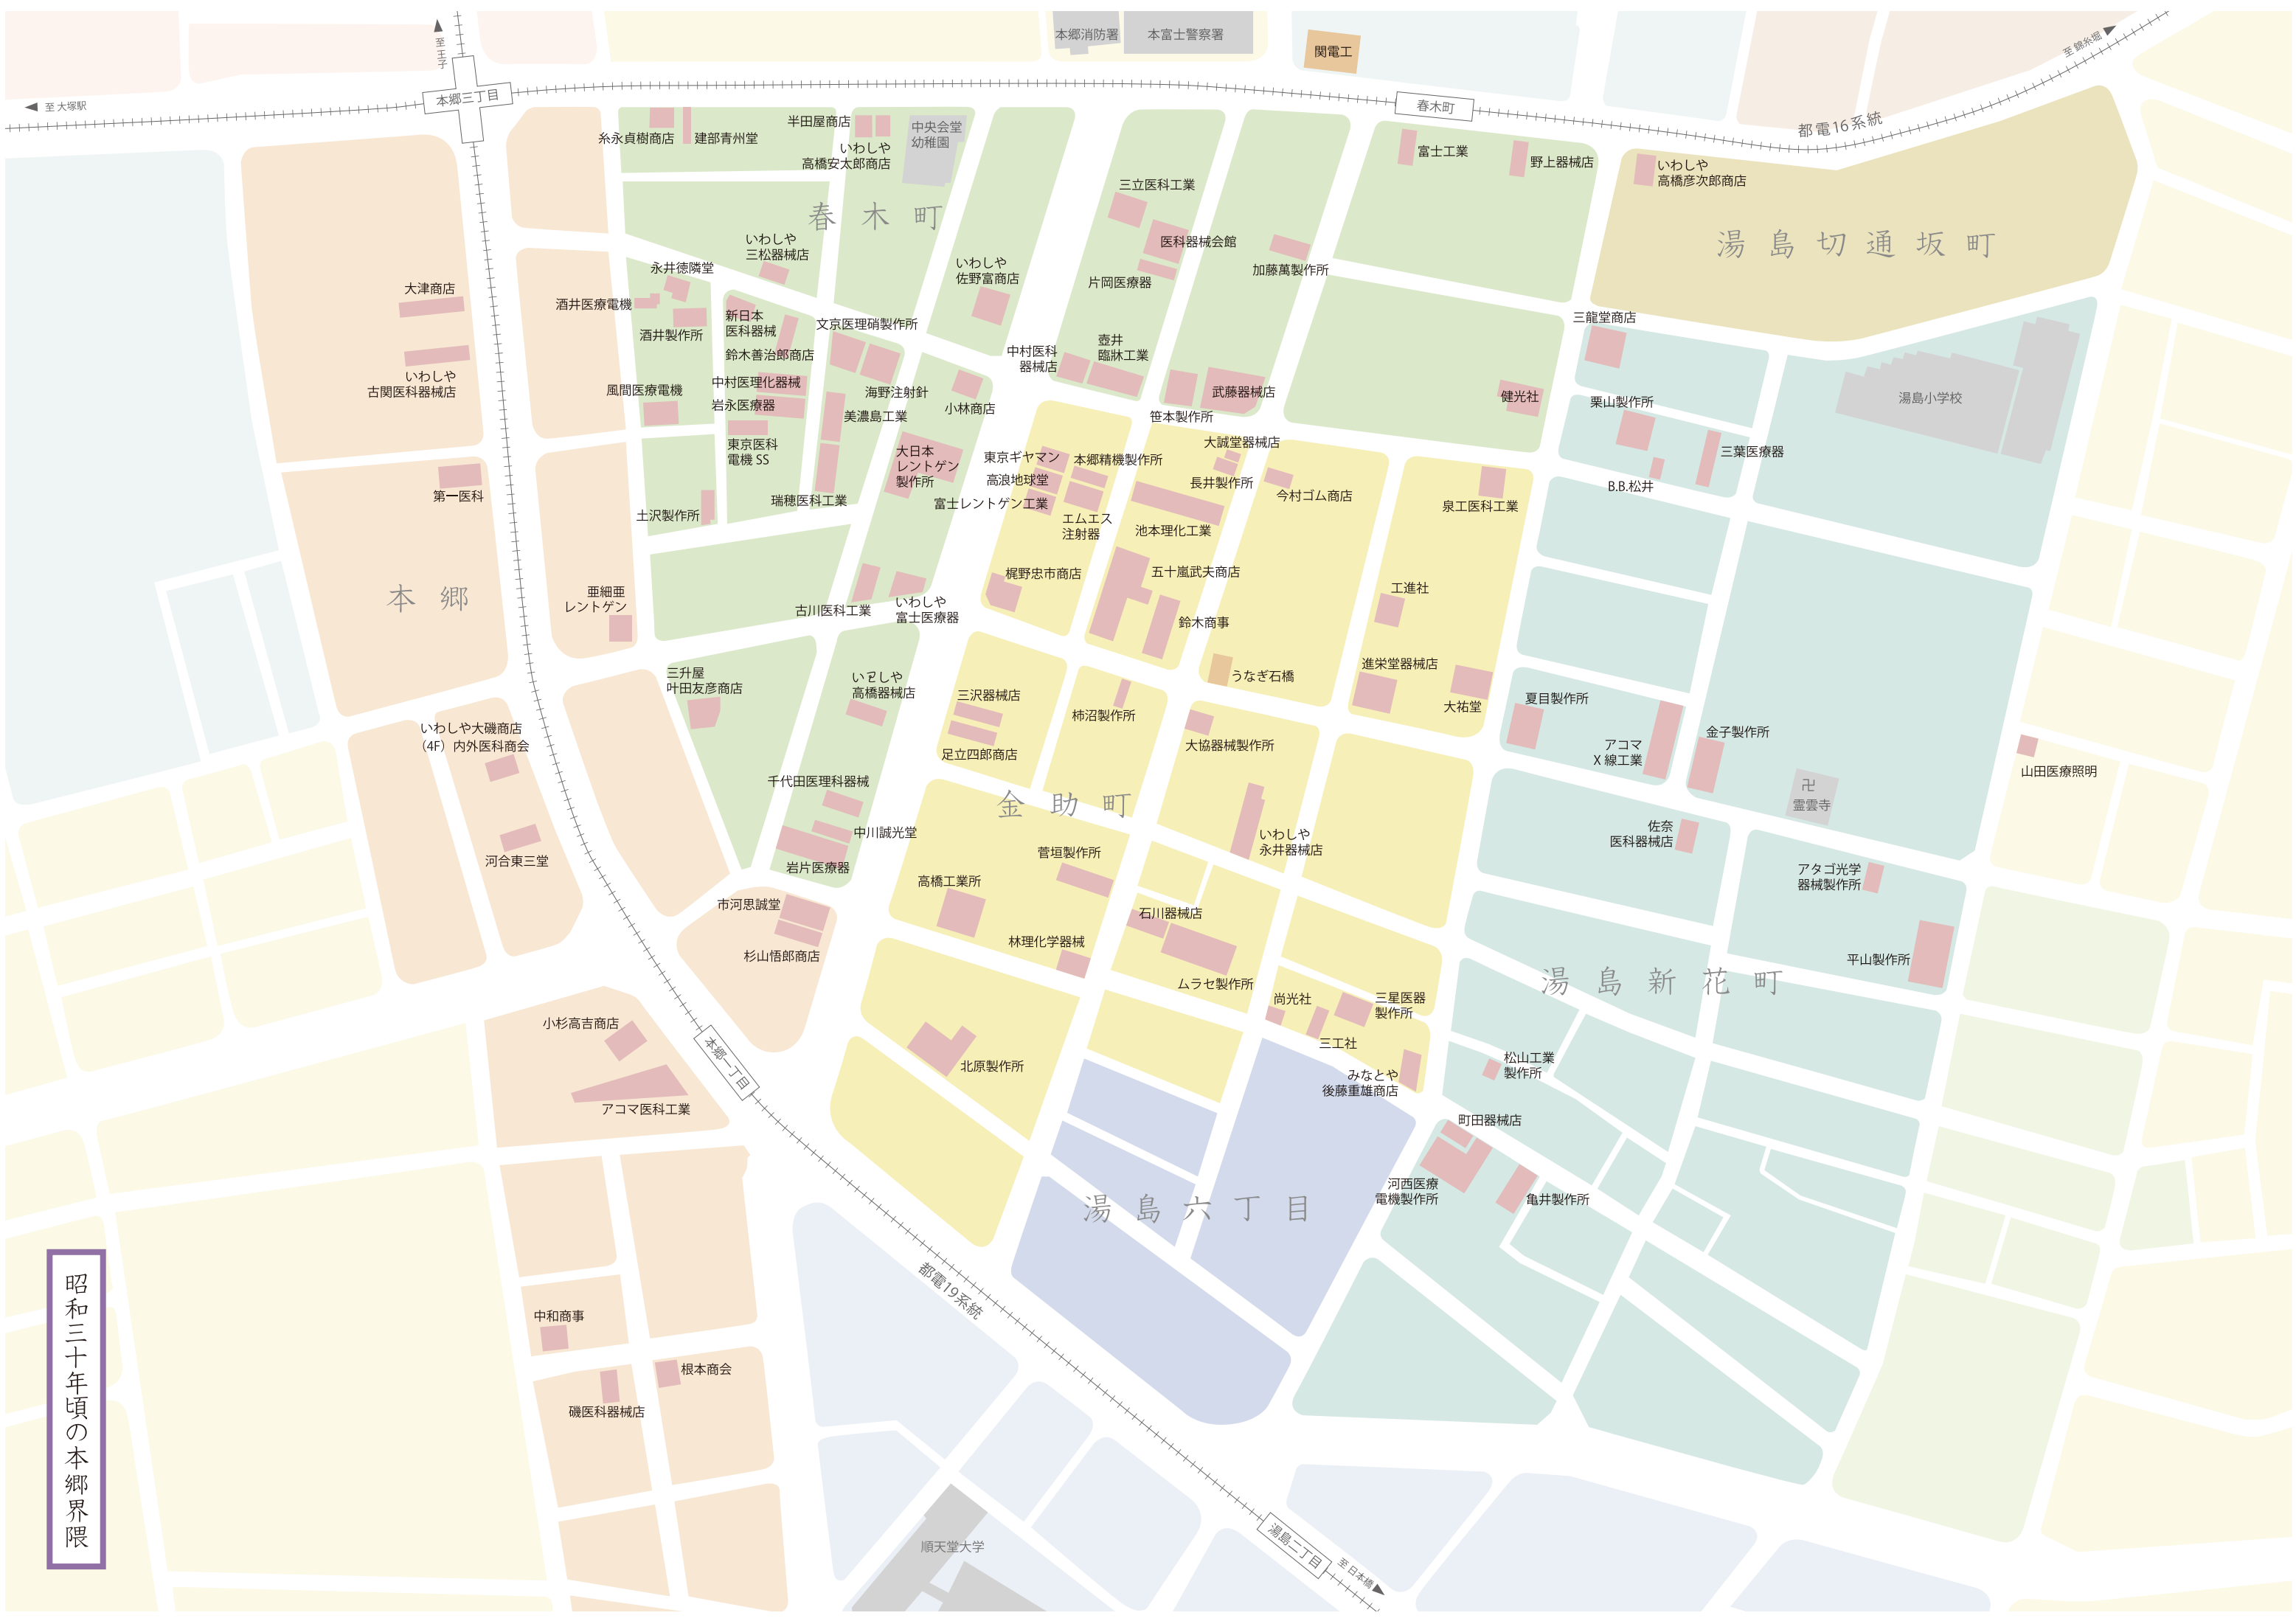 本郷消防署
本富士警察署
関電工
至 王子
至 大塚駅
本郷三丁目
春木町
至 錦糸堀
都電16系統
糸永貞樹商店
建部青州堂
半田屋商店
いわしや
高橋安太郎商店
中央会堂
幼稚園
富士工業
野上器械店
いわしや
高橋彦次郎商店
三立医科工業
春木町
湯島切通坂町
いわしや
三松器械店
医科器械会館
加藤萬製作所
いわしや
佐野富商店
片岡医療器
永井徳隣堂
大津商店
酒井医療電機
酒井製作所
新日本
医科器械
文京医理硝製作所
三龍堂商店
鈴木善治郎商店
中村医科
器械店
壺井
臨牀工業
いわしや
古関医科器械店
風間医療電機
中村医理化器械
岩永医療器
海野注射針
小林商店
美濃島工業
武藤器械店
笹本製作所
健光社
栗山製作所
湯島小学校
東京医科
電機 SS
大日本
レントゲン
製作所
大誠堂器械店
三葉医療器
東京ギヤマン
本郷精機製作所
高浪地球堂
長井製作所
富士レントゲン工業
今村ゴム商店
泉工医科工業
B.B.松井
第一医科
土沢製作所
瑞穂医科工業
エムエス
注射器
池本理化工業
梶野忠市商店
五十嵐武夫商店
本郷
亜細亜
レントゲン
古川医科工業
いわしや
富士医療器
鈴木商事
工進社
三升屋
叶田友彦商店
いわしや
高橋器械店
うなぎ石橋
進栄堂器械店
大祐堂
三沢器械店
柿沼製作所
夏目製作所
いわしや大磯商店
（4F）内外医科商会
足立四郎商店
大協器械製作所
アコマ
X 線工業
金子製作所
山田医療照明
千代田医理科器械
金助町
卍
霊雲寺
中川誠光堂
いわしや
永井器械店
佐奈
医科器械店
河合東三堂
岩片医療器
菅垣製作所
アタゴ光学
器械製作所
高橋工業所
市河思誠堂
石川器械店
杉山悟郎商店
林理化学器械
平山製作所
ムラセ製作所
湯島新花町
尚光社
三星医器
製作所
小杉高吉商店
三工社
本郷一丁目
北原製作所
みなとや
後藤重雄商店
松山工業
製作所
アコマ医科工業
町田器械店
河西医療
電機製作所
亀井製作所
湯島六丁目
都電19系統
中和商事
根本商会
磯医科器械店
昭和三十年頃の本郷界隈
順天堂大学
湯島二丁目
至 日本橋